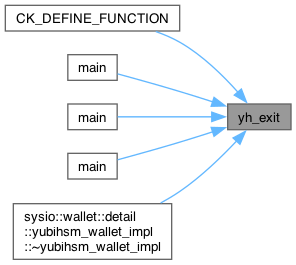 CK_DEFINE_FUNCTION
main
main
yh_exit
main
sysio::wallet::detail
::yubihsm_wallet_impl
::~yubihsm_wallet_impl